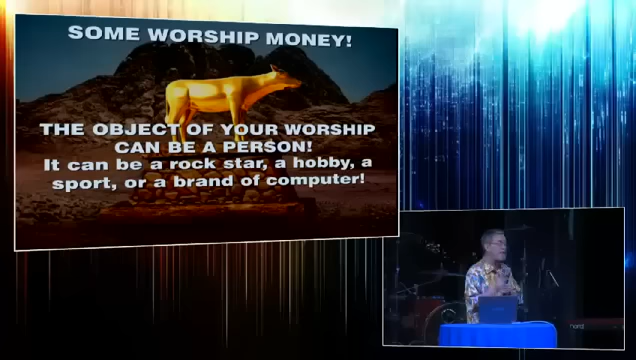 SOME WORSHIP MONEY!
THE OBJECT OF YOUR WORSHIP
CAN BE A PERSON!
It can be a rock star, a hobby, a
sport, or a brand of computer!
nord